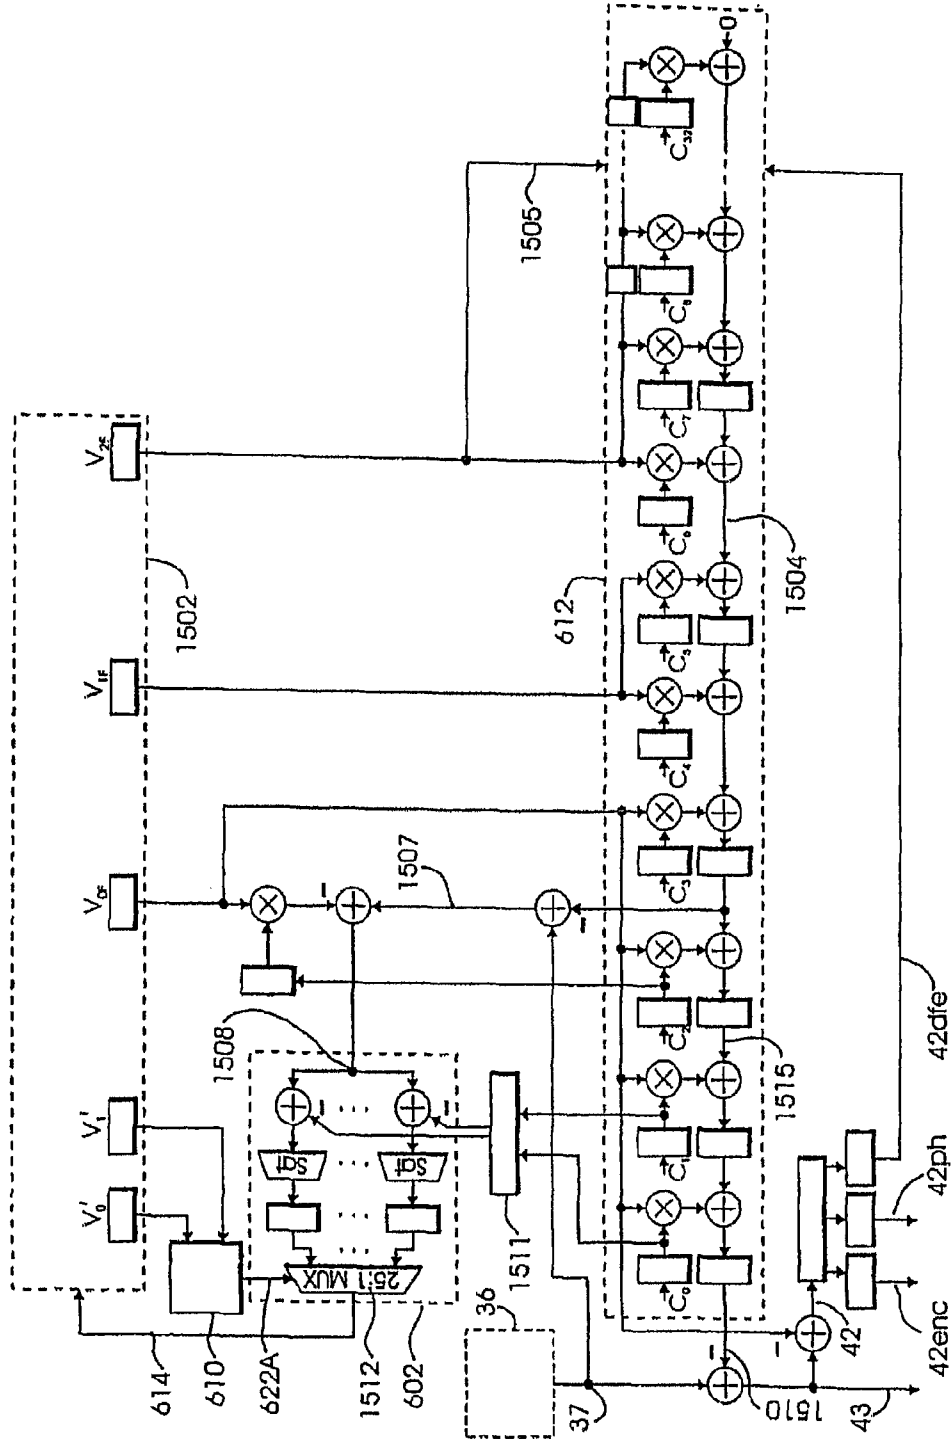 V₂F
V₁F
V₀F
V₁'
V₀'
1502
1505
0
C₃₂
C₈
C₇
C₆
C₅
C₄
C₃
C₂
C₁
C₀
612
1504
1507
1508
1515
Sqt
Sqt
25:1 MUX
614
610
622A
1512
602
1511
36
37
1510
43
42
42enc
42ph
42dfe